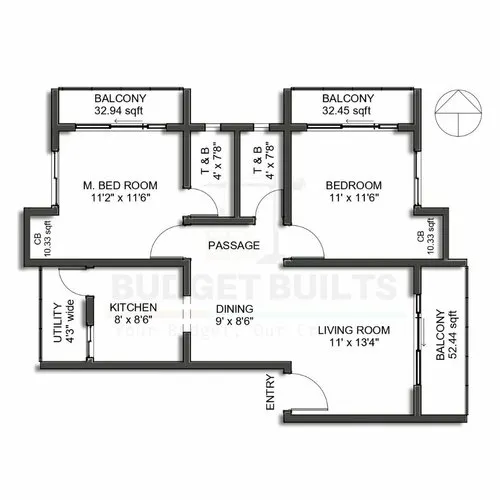 BALCONY
32.94 sqft
BALCONY
32.45 sqft
T & B
4' x 7'8"
T & B
4' x 7'8"
M. BED ROOM
11'2" x 11'6"
BEDROOM
11' x 11'6"
CB
10.33 sqft
CB
10.33 sqft
PASSAGE
BUDGET BUILTS
Your Budget, Our
UTILITY
4'3" wide
KITCHEN
8' x 8'6"
DINING
9' x 8'6"
LIVING ROOM
11' x 13'4"
BALCONY
52.44 sqft
ENTRY